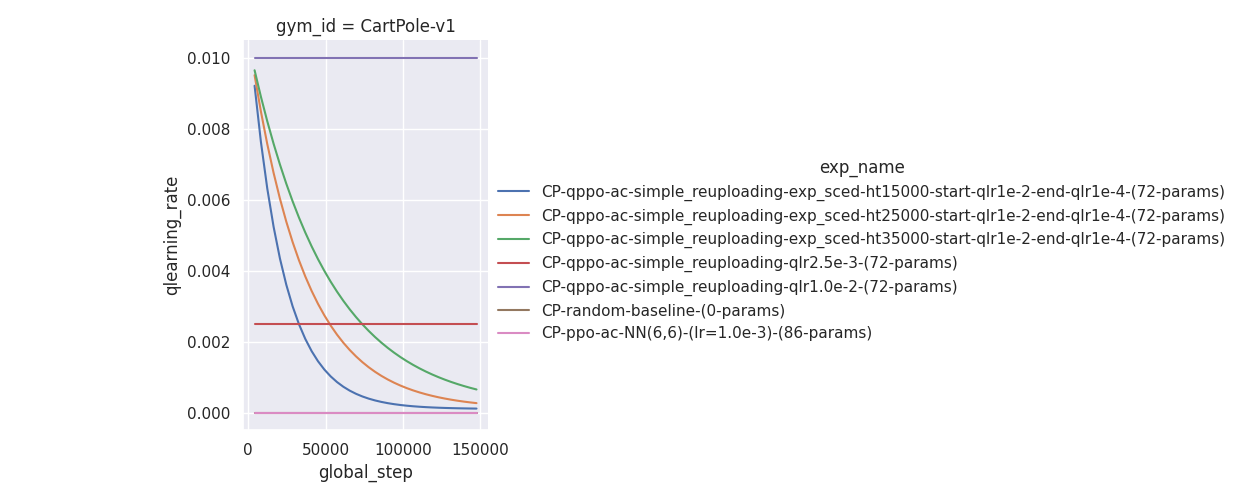 gym_id = CartPole-v1
0.010
0.008
0.006
0.004
0.002
0.000
qlearning_rate
0
50000
100000
150000
global_step
exp_name
CP-qppo-ac-simple_reuploading-exp_sced-ht15000-start-qlr1e-2-end-qlr1e-4-(72-params)
CP-qppo-ac-simple_reuploading-exp_sced-ht25000-start-qlr1e-2-end-qlr1e-4-(72-params)
CP-qppo-ac-simple_reuploading-exp_sced-ht35000-start-qlr1e-2-end-qlr1e-4-(72-params)
CP-qppo-ac-simple_reuploading-qlr2.5e-3-(72-params)
CP-qppo-ac-simple_reuploading-qlr1.0e-2-(72-params)
CP-random-baseline-(0-params)
CP-ppo-ac-NN(6,6)-(lr=1.0e-3)-(86-params)